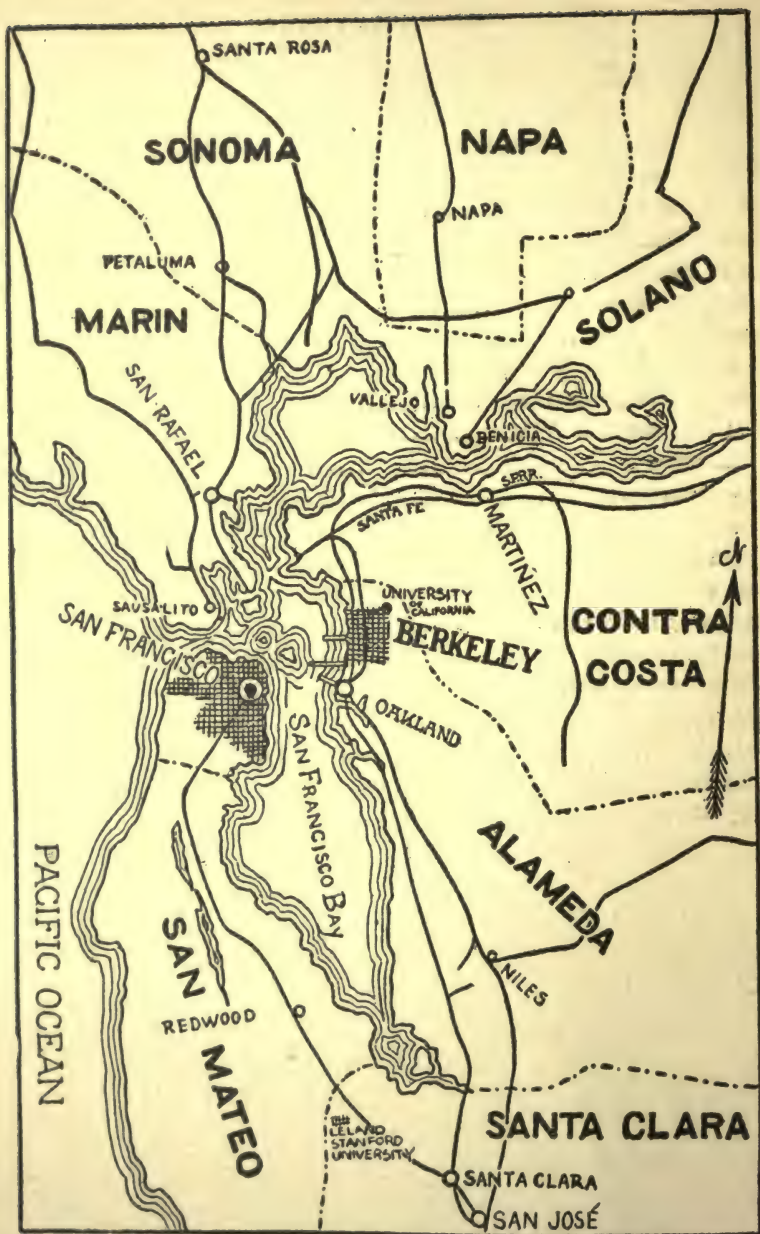 SANTA ROSA
SONOMA
NAPA
NAPA
PETALUMA
SOLANO
MARIN
SAN RAFAEL
VALLEJO
BENICIA
S.P.R.R.
SANTA FE
MARTINEZ
N
UNIVERSITY
OF
CALIFORNIA
SAUSALITO
BERKELEY
SAN FRANCISCO
CONTRA
COSTA
OAKLAND
SAN FRANCISCO BAY
ALAMEDA
PACIFIC OCEAN
SAN MATEO
NILES
REDWOOD
LELAND
STANFORD
UNIVERSITY
SANTA CLARA
SANTA CLARA
SAN JOSÉ